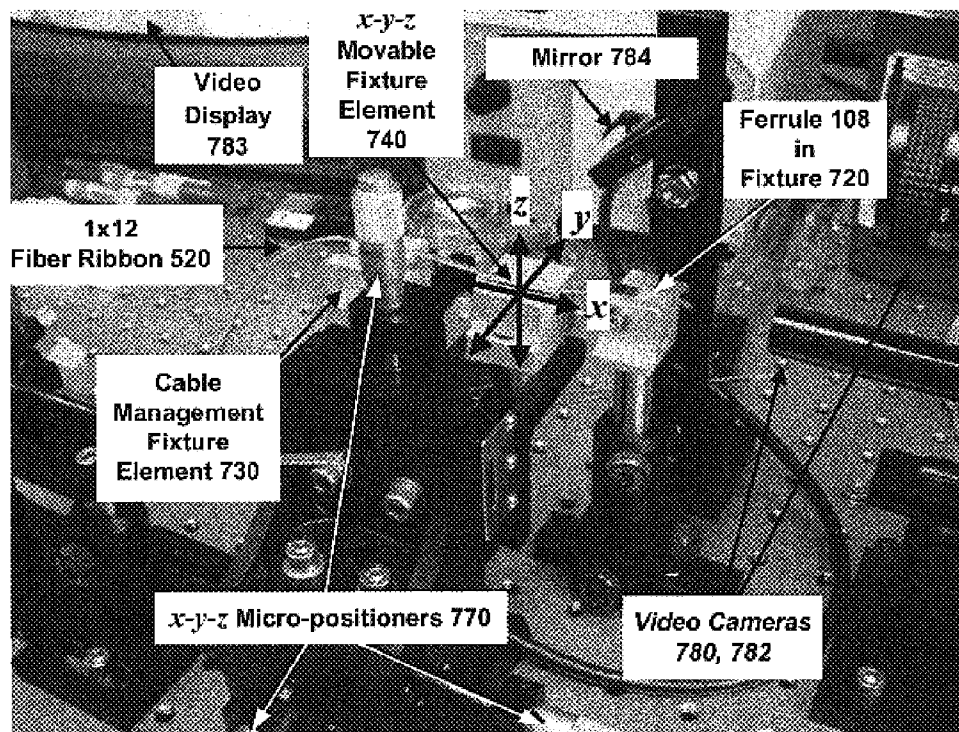 x-y-z
Movable
Fixture
Element
740
Video
Display
783
Mirror 784
Ferrule 108
in
Fixture 720
1x12
Fiber Ribbon 520
z
y
x
Cable
Management
Fixture
Element 730
x-y-z Micro-positioners 770
Video Cameras
780, 782